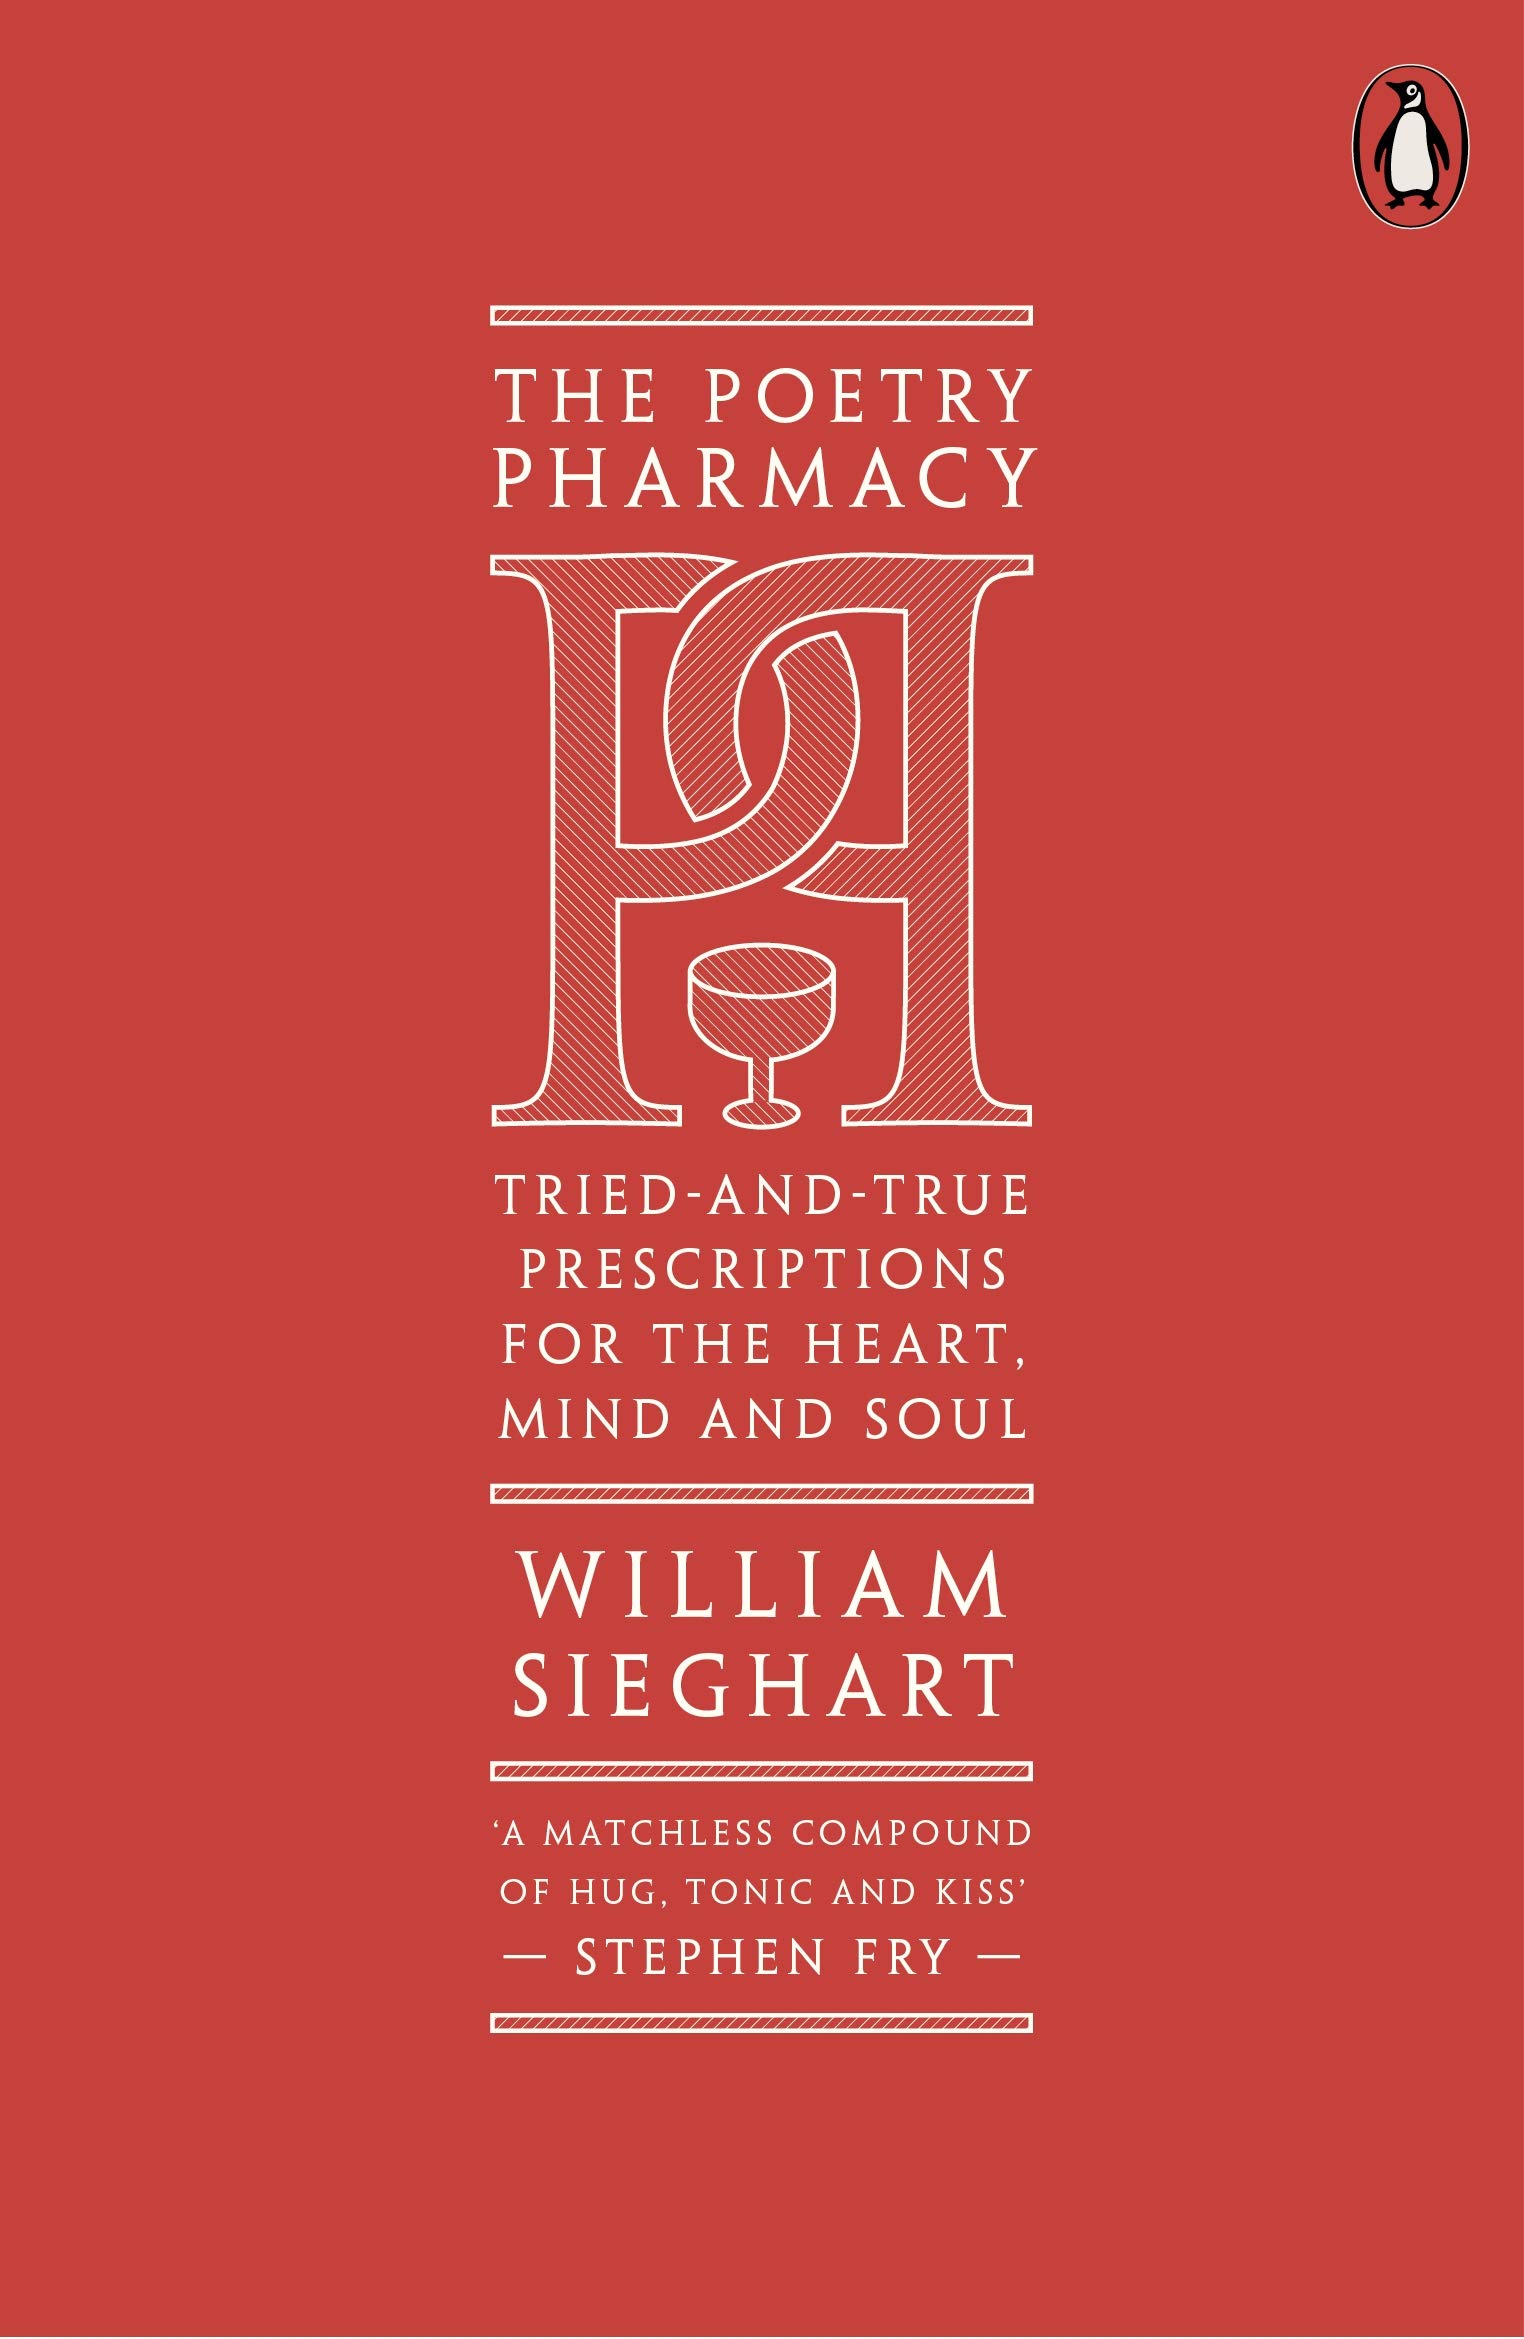 THE POETRY
PHARMACY
PP
TRIED-AND-TRUE
PRESCRIPTIONS
FOR THE HEART,
MIND AND SOUL
WILLIAM
SIEGHART
‘A MATCHLESS COMPOUND
OF HUG, TONIC AND KISS’
— STEPHEN FRY —